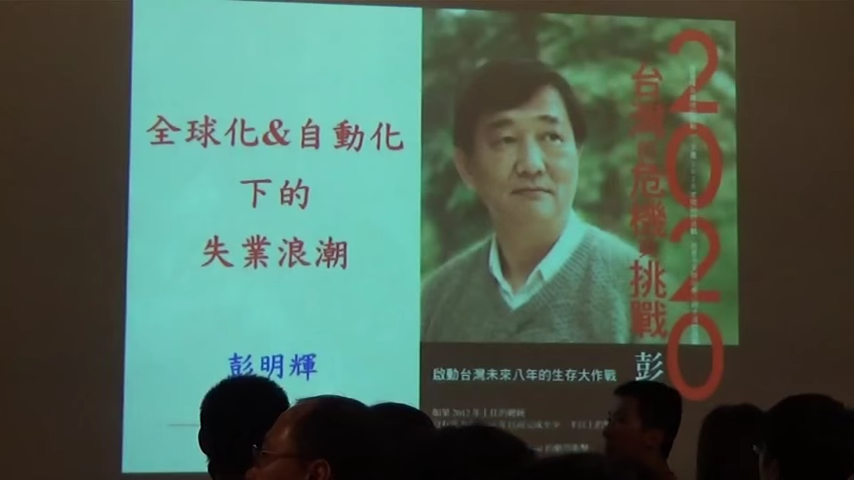 全球化&自動化
下的
失業浪潮
彭明輝
2020
台灣的危機與挑戰
彭
啟動台灣未來八年的生存大作戰